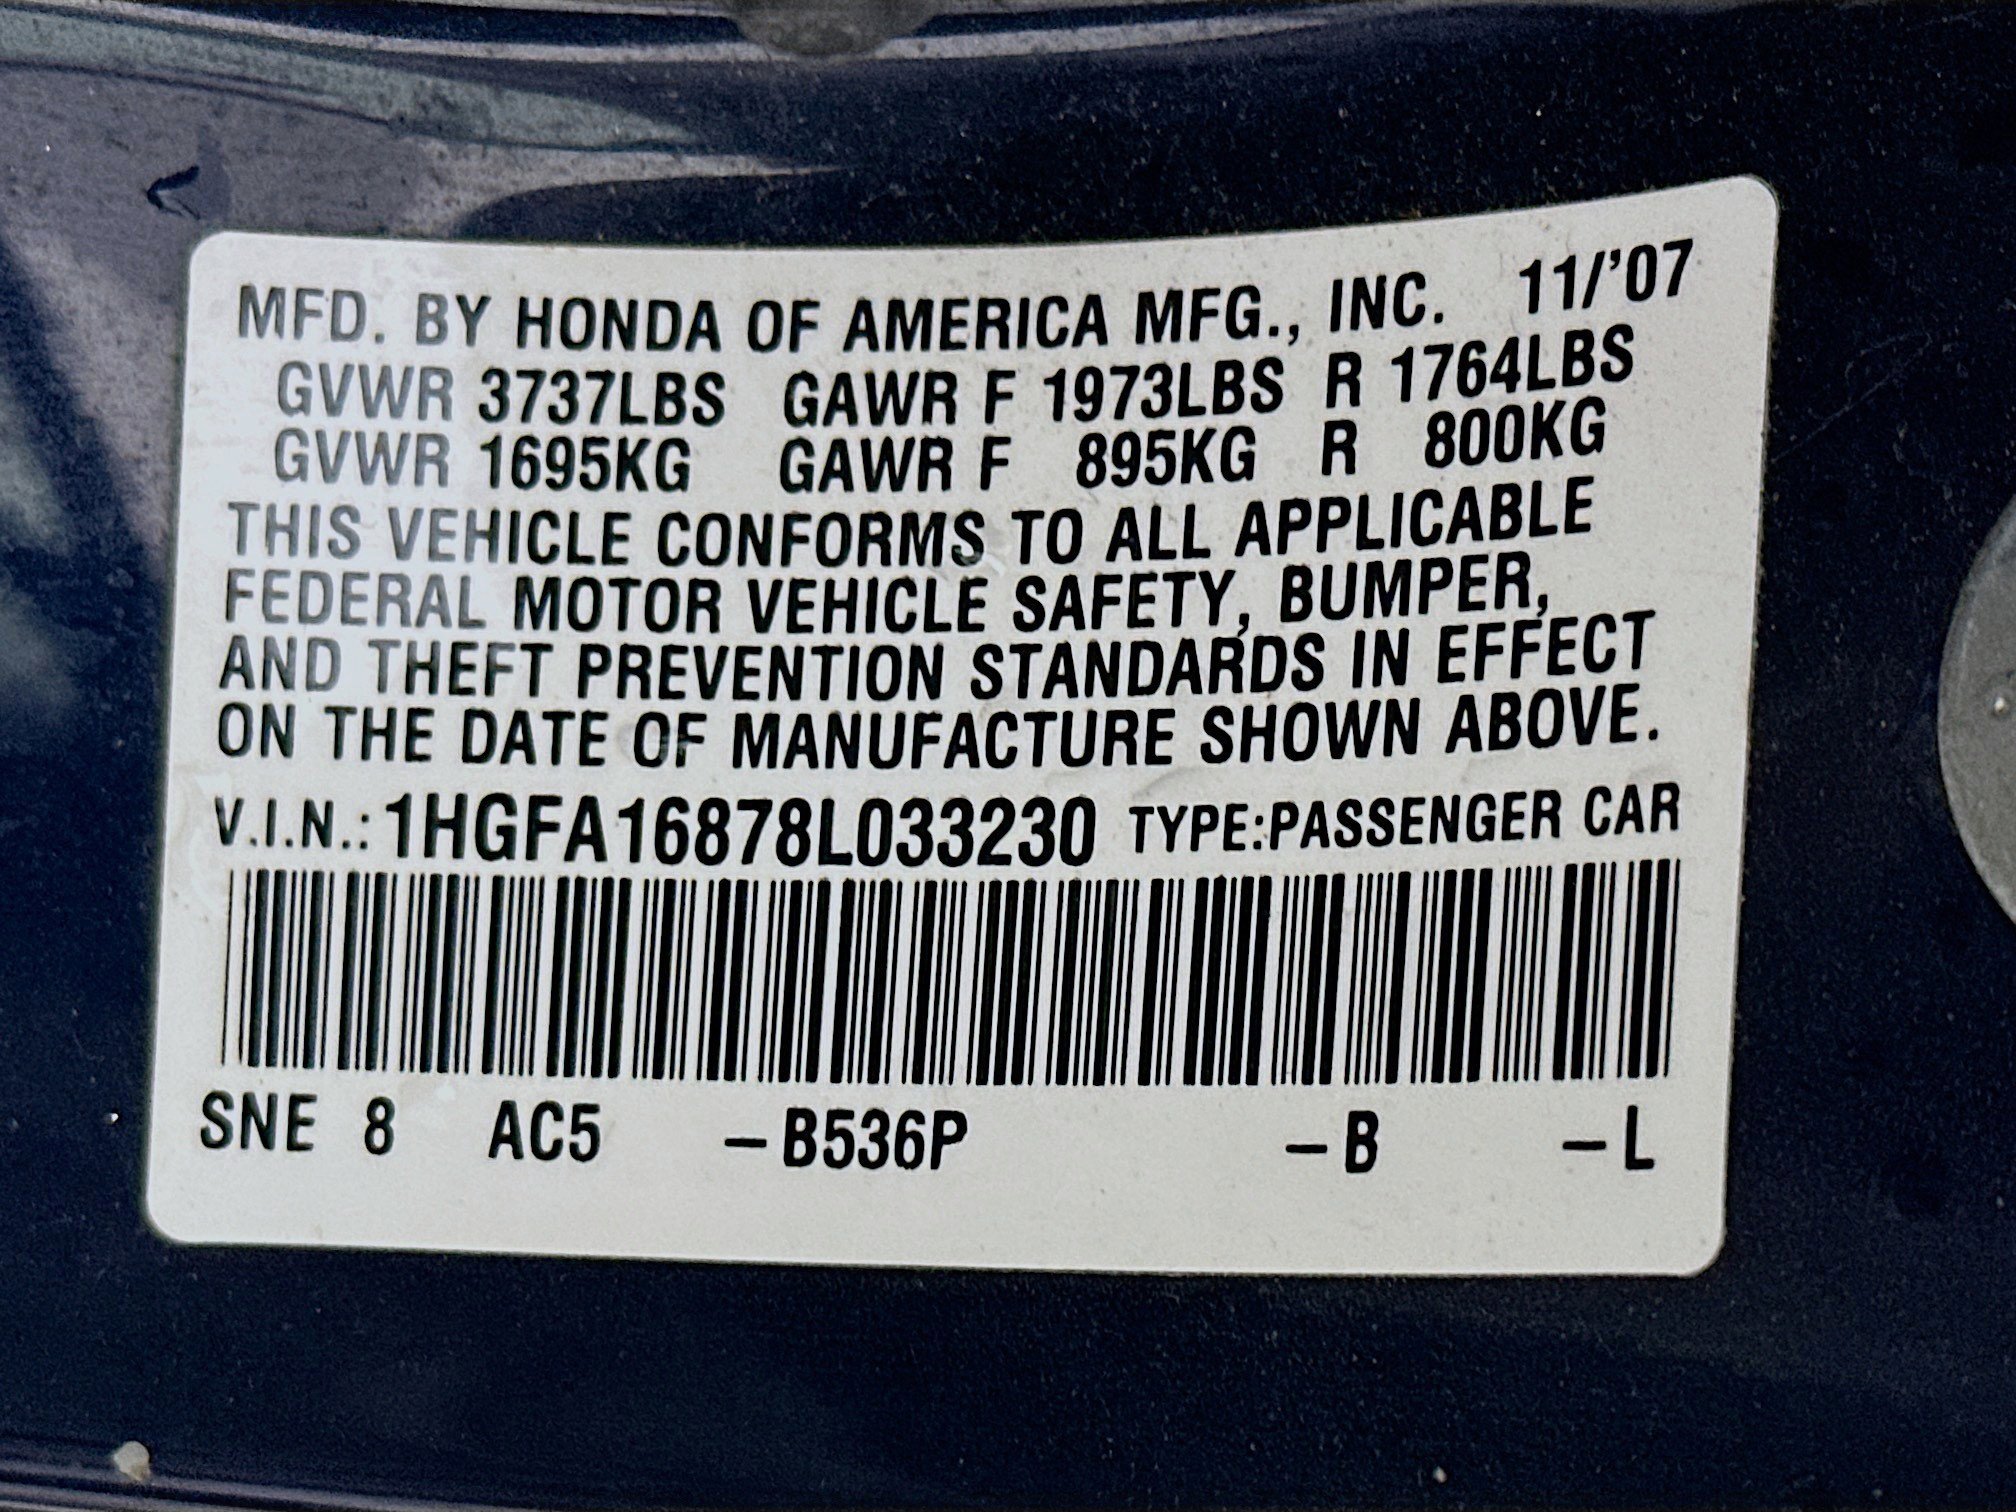 MFD. BY HONDA OF AMERICA MFG., INC. 11/'07
GVWR 3737LBS GAWR F 1973LBS R 1764LBS
GVWR 1695KG GAWR F 895KG R 800KG
THIS VEHICLE CONFORMS TO ALL APPLICABLE
FEDERAL MOTOR VEHICLE SAFETY, BUMPER,
AND THEFT PREVENTION STANDARDS IN EFFECT
ON THE DATE OF MANUFACTURE SHOWN ABOVE.
V.I.N.: 1HGFA16878L033230 TYPE:PASSENGER CAR
SNE 8 AC5 –B536P –B –L